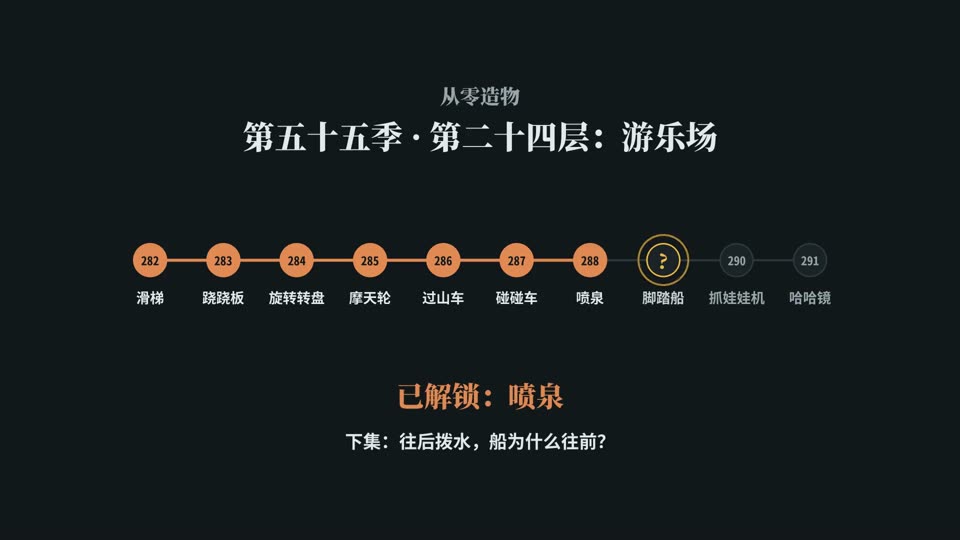 从零造物
第五十五季 · 第二十四层：游乐场
282 283 284 285 286 287 288 ? 290 291
滑梯 跷跷板 旋转转盘 摩天轮 过山车 碰碰车 喷泉 脚踏船 抓娃娃机 哈哈镜
已解锁：喷泉
下集：往后拨水，船为什么往前？